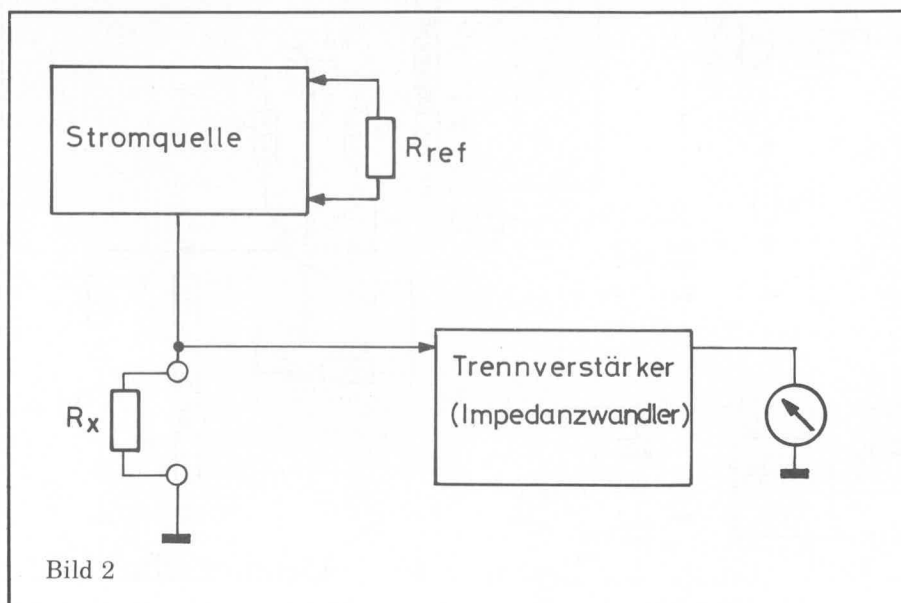 Stromquelle
Rref
Rx
Trennverstärker
(Impedanzwandler)
Bild 2